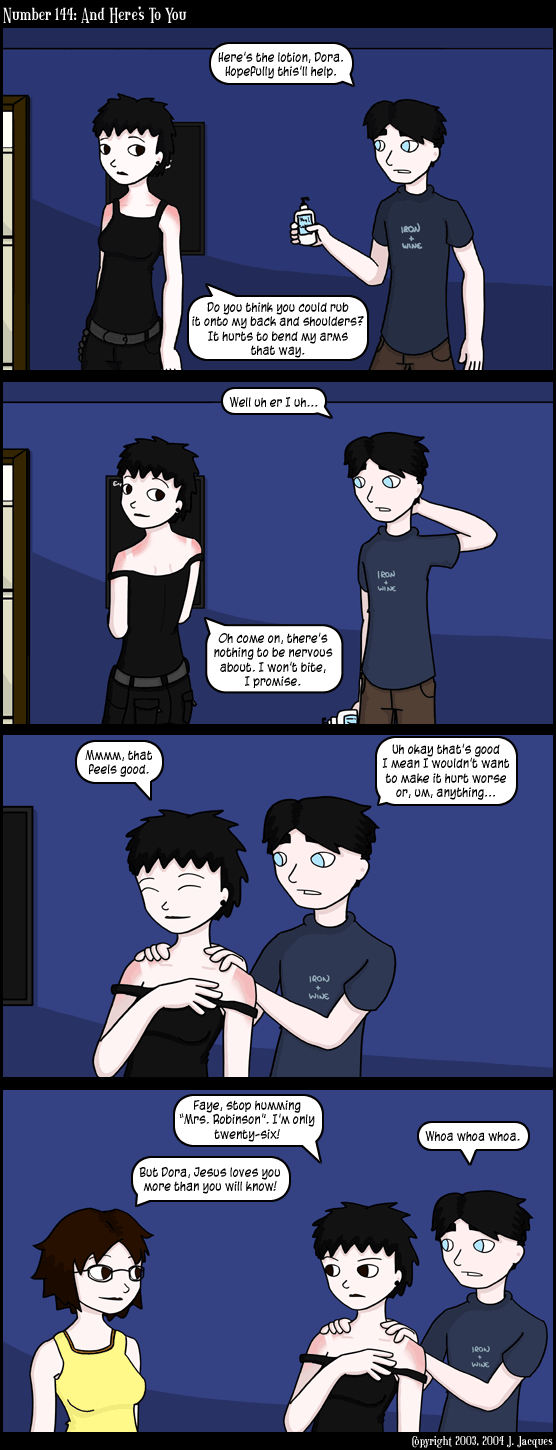 Number 144: And Here's To You
Here's the lotion, Dora.
Hopefully this'll help.
IRON
+
WINE
Do you think you could rub
it onto my back and shoulders?
It hurts to bend my arms
that way.
Well uh er I uh...
IRON
+
WINE
Oh come on, there's
nothing to be nervous
about. I won't bite,
I promise.
Mmmm, that
feels good.
Uh okay that's good
I mean I wouldn't want
to make it hurt worse
or, um, anything...
IRON
+
WINE
Faye, stop humming
"Mrs. Robinson". I'm only
twenty-six!
Whoa whoa whoa.
But Dora, Jesus loves you
more than you will know!
IRON
+
WINE
Copyright 2003, 2004 J. Jacques